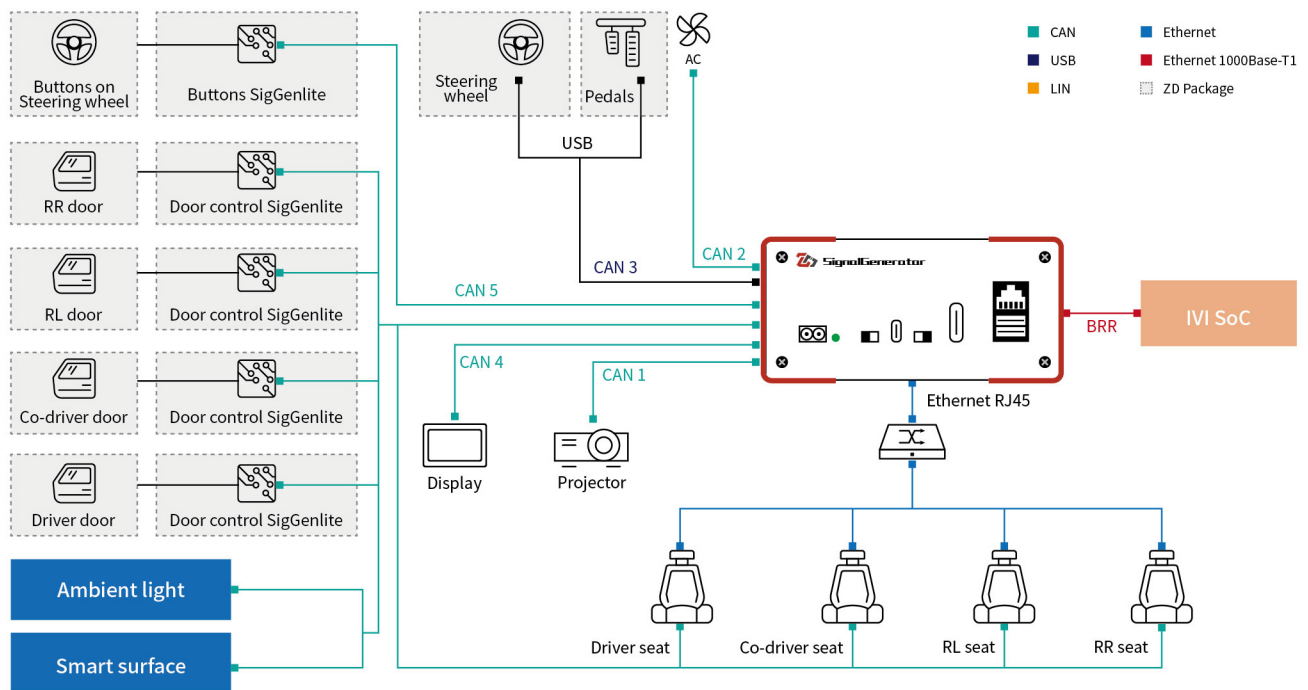 Buttons on
Steering wheel
Buttons SigGenlite
Steering
wheel
Pedals
AC
CAN
USB
LIN
Ethernet
Ethernet 1000Base-T1
ZD Package
USB
RR door
Door control SigGenlite
CAN 2
CAN 3
SignalGenerator
RL door
Door control SigGenlite
CAN 5
BRR
IVI SoC
CAN 4
CAN 1
Co-driver door
Door control SigGenlite
Ethernet RJ45
Display
Projector
Driver door
Door control SigGenlite
Ambient light
Smart surface
Driver seat
Co-driver seat
RL seat
RR seat